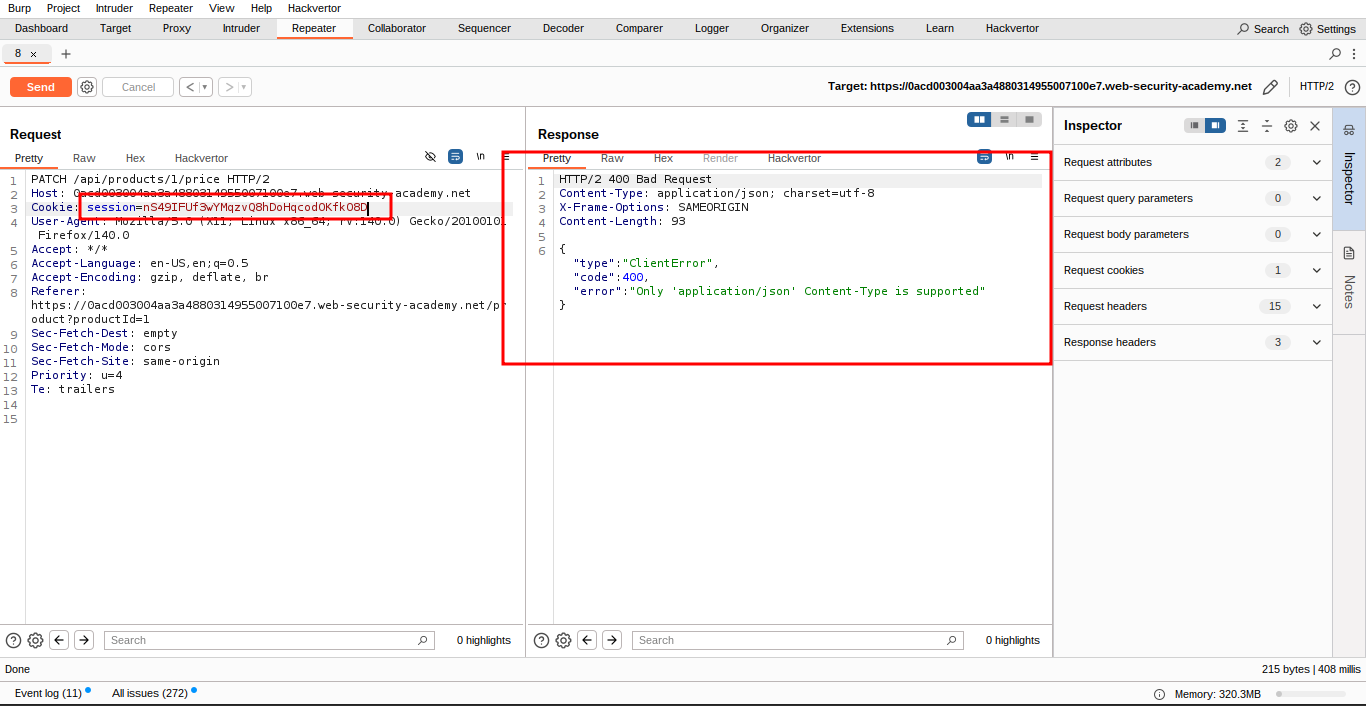 Burp Project Intruder Repeater View Help Hackvertor
Dashboard Target Proxy Intruder Repeater Collaborator Sequencer Decoder Comparer Logger Organizer Extensions Learn Hackvertor Search Settings
8 × +
Send Cancel < > Target: https://0acd003004aa3a4880314955007100e7.web-security-academy.net HTTP/2
Request
Pretty Raw Hex Hackvertor \n
1 PATCH /api/products/1/price HTTP/2
2 Host: 0acd003004aa3a4880314955007100e7.web-security-academy.net
3 Cookie: session=nS49IFUf3wYMqzvQ8hDoHqcodOKfkO8D
4 User-Agent: Mozilla/5.0 (X11; Linux x86_64; rv:140.0) Gecko/20100101
Firefox/140.0
5 Accept: */*
6 Accept-Language: en-US,en;q=0.5
7 Accept-Encoding: gzip, deflate, br
8 Referer:
https://0acd003004aa3a4880314955007100e7.web-security-academy.net/pr
oduct?productId=1
9 Sec-Fetch-Dest: empty
10 Sec-Fetch-Mode: cors
11 Sec-Fetch-Site: same-origin
12 Priority: u=4
13 Te: trailers
14
15
Search 0 highlights
Response
Pretty Raw Hex Render Hackvertor \n
1 HTTP/2 400 Bad Request
2 Content-Type: application/json; charset=utf-8
3 X-Frame-Options: SAMEORIGIN
4 Content-Length: 93
5
6 {
"type":"ClientError",
"code":400,
"error":"Only 'application/json' Content-Type is supported"
}
Search 0 highlights
Inspector
Request attributes 2
Request query parameters 0
Request body parameters 0
Request cookies 1
Request headers 15
Response headers 3
Inspector
Notes
Done 215 bytes | 408 millis
Event log (11) All issues (272) Memory: 320.3MB